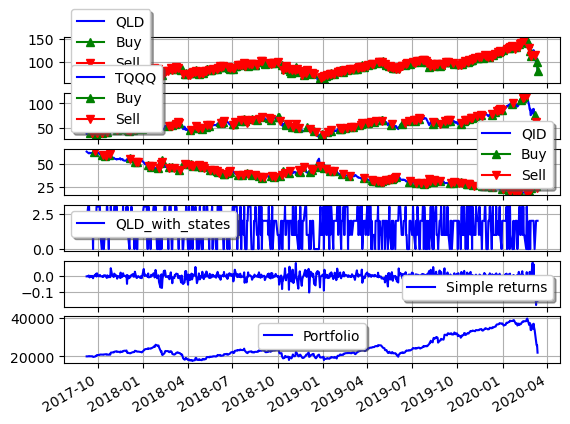 150
100
QLD
Buy
Sell
100
50
TQQQ
Buy
Sell
50
25
QID
Buy
Sell
2.5
0.0
QLD_with_states
0.0
−0.1
Simple returns
40000
20000
Portfolio
2017-10
2018-01
2018-04
2018-07
2018-10
2019-01
2019-04
2019-07
2019-10
2020-01
2020-04